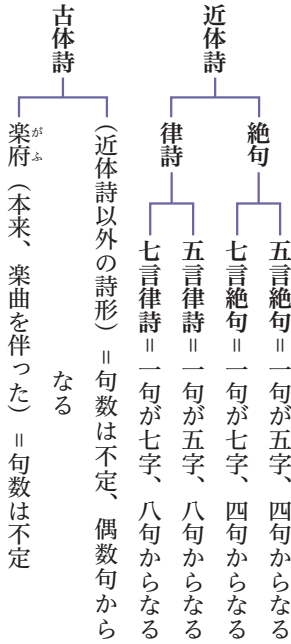 近体詩
絶句
五言絶句＝一句が五字、四句からなる
七言絶句＝一句が七字、四句からなる
律詩
五言律詩＝一句が五字、八句からなる
七言律詩＝一句が七字、八句からなる
古体詩
（近体詩以外の詩形）＝句数は不定、偶数句から
なる
楽府（本来、楽曲を伴った）＝句数は不定
がふ